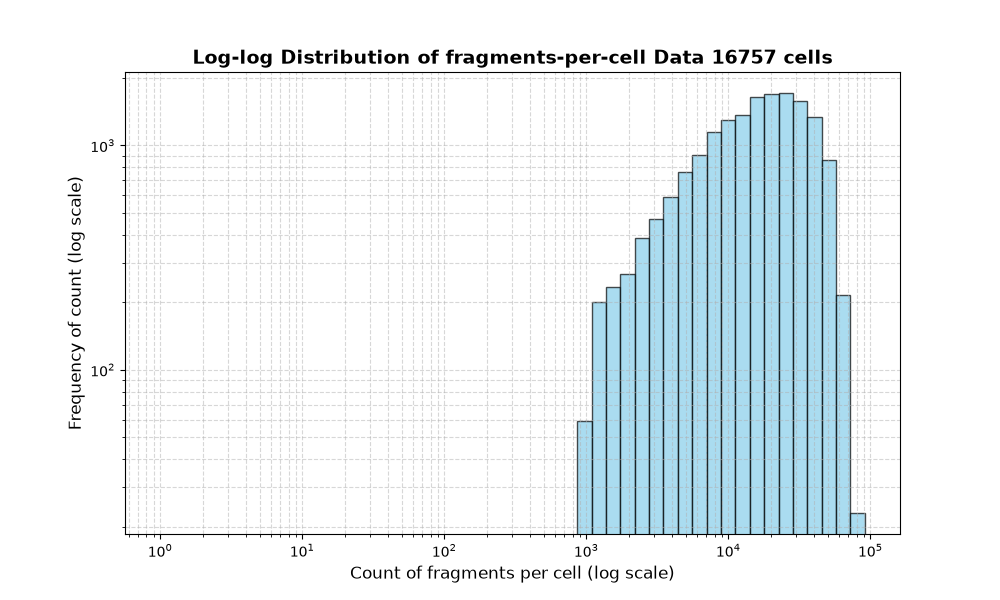 Log-log Distribution of fragments-per-cell Data 16757 cells
Frequency of count (log scale)
10³
10²
10⁰ 10¹ 10² 10³ 10⁴ 10⁵
Count of fragments per cell (log scale)